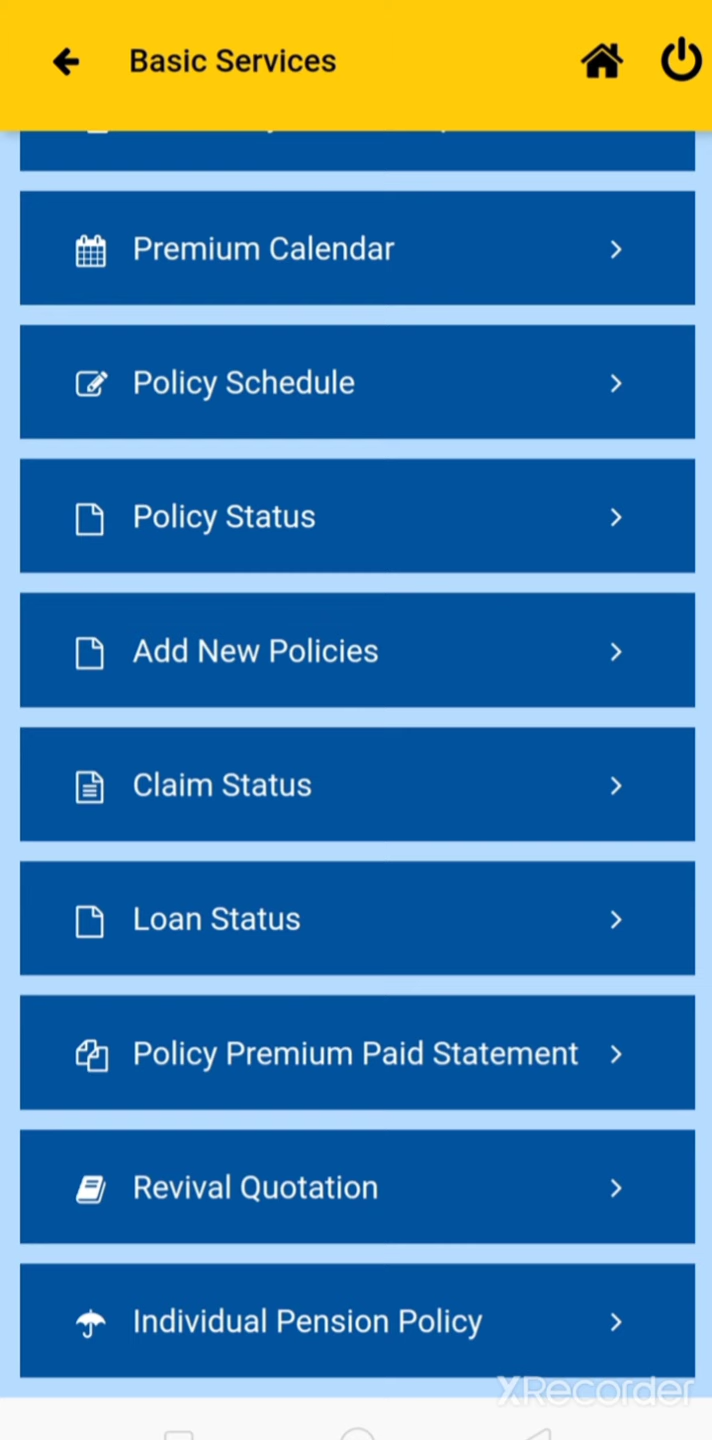 Basic Services
Premium Calendar
Policy Schedule
Policy Status
Add New Policies
Claim Status
Loan Status
Policy Premium Paid Statement
Revival Quotation
Individual Pension Policy
XRecorder